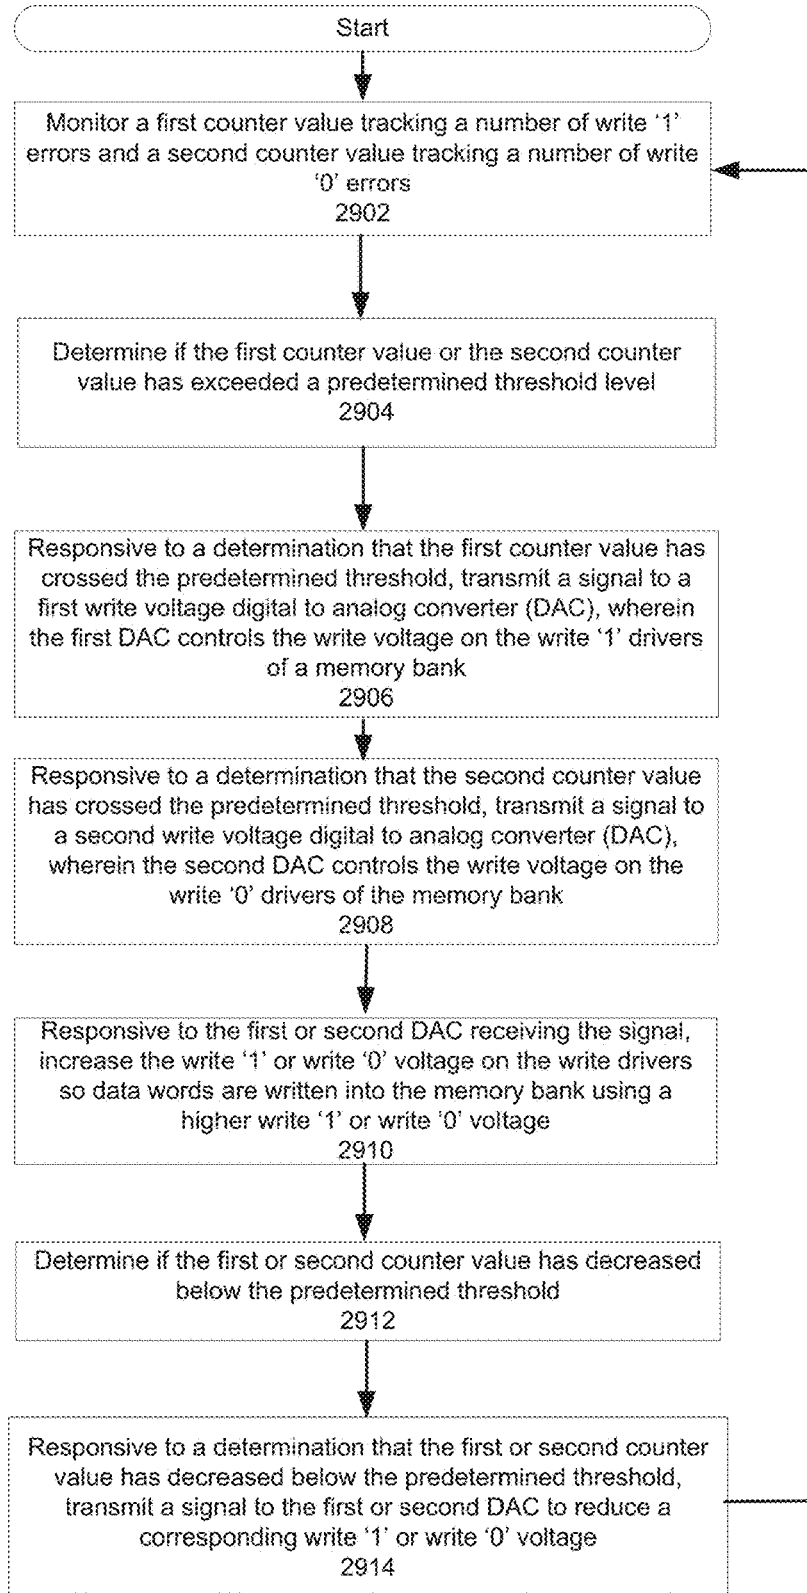 Start
Monitor a first counter value tracking a number of write ‘1’
errors and a second counter value tracking a number of write
‘0’ errors
2902
Determine if the first counter value or the second counter
value has exceeded a predetermined threshold level
2904
Responsive to a determination that the first counter value has
crossed the predetermined threshold, transmit a signal to a
first write voltage digital to analog converter (DAC), wherein
the first DAC controls the write voltage on the write ‘1’ drivers
of a memory bank
2906
Responsive to a determination that the second counter value
has crossed the predetermined threshold, transmit a signal to
a second write voltage digital to analog converter (DAC),
wherein the second DAC controls the write voltage on the
write ‘0’ drivers of the memory bank
2908
Responsive to the first or second DAC receiving the signal,
increase the write ‘1’ or write ‘0’ voltage on the write drivers
so data words are written into the memory bank using a
higher write ‘1’ or write ‘0’ voltage
2910
Determine if the first or second counter value has decreased
below the predetermined threshold
2912
Responsive to a determination that the first or second counter
value has decreased below the predetermined threshold,
transmit a signal to the first or second DAC to reduce a
corresponding write ‘1’ or write ‘0’ voltage
2914